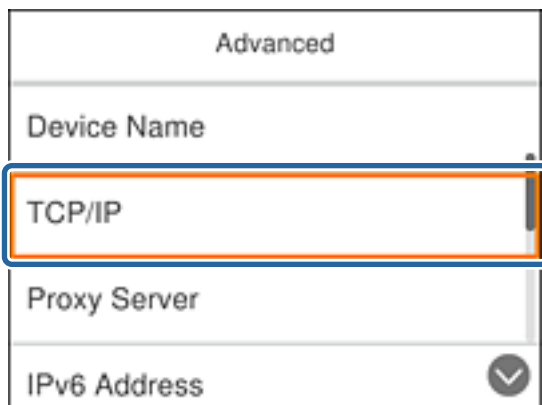 Advanced
Device Name
TCP/IP
Proxy Server
IPv6 Address